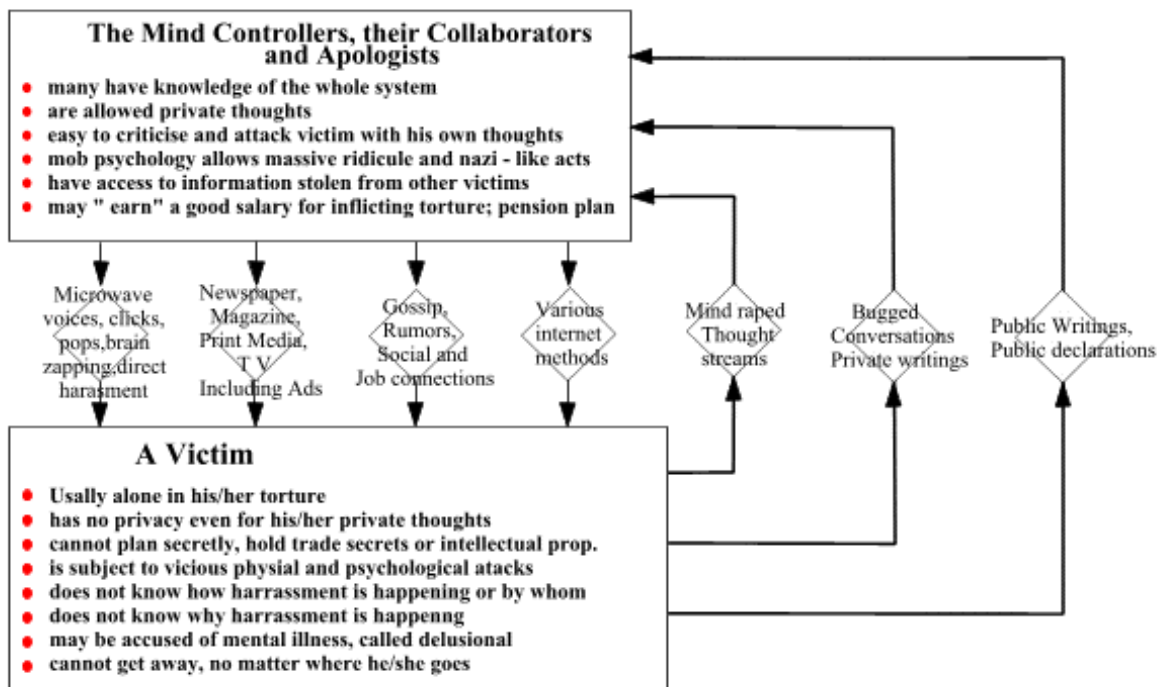 The Mind Controllers, their Collaborators
and Apologists
many have knowledge of the whole system
are allowed private thoughts
easy to criticise and attack victim with his own thoughts
mob psychology allows massive ridicule and nazi - like acts
have access to information stolen from other victims
may " earn" a good salary for inflicting torture; pension plan
Microwave
voices, clicks,
pops,brain
zapping,direct
harasment
Newspaper,
Magazine,
Print Media,
T V
Including Ads
Gossip,
Rumors,
Social and
Job connections
Various
internet
methods
Mind raped
Thought
streams
Bugged
Conversations
Private writings
Public Writings,
Public declarations
A Victim
Usally alone in his/her torture
has no privacy even for his/her private thoughts
cannot plan secretly, hold trade secrets or intellectual prop.
is subject to vicious physial and psychological atacks
does not know how harrassment is happening or by whom
does not know why harrassment is happenng
may be accused of mental illness, called delusional
cannot get away, no matter where he/she goes